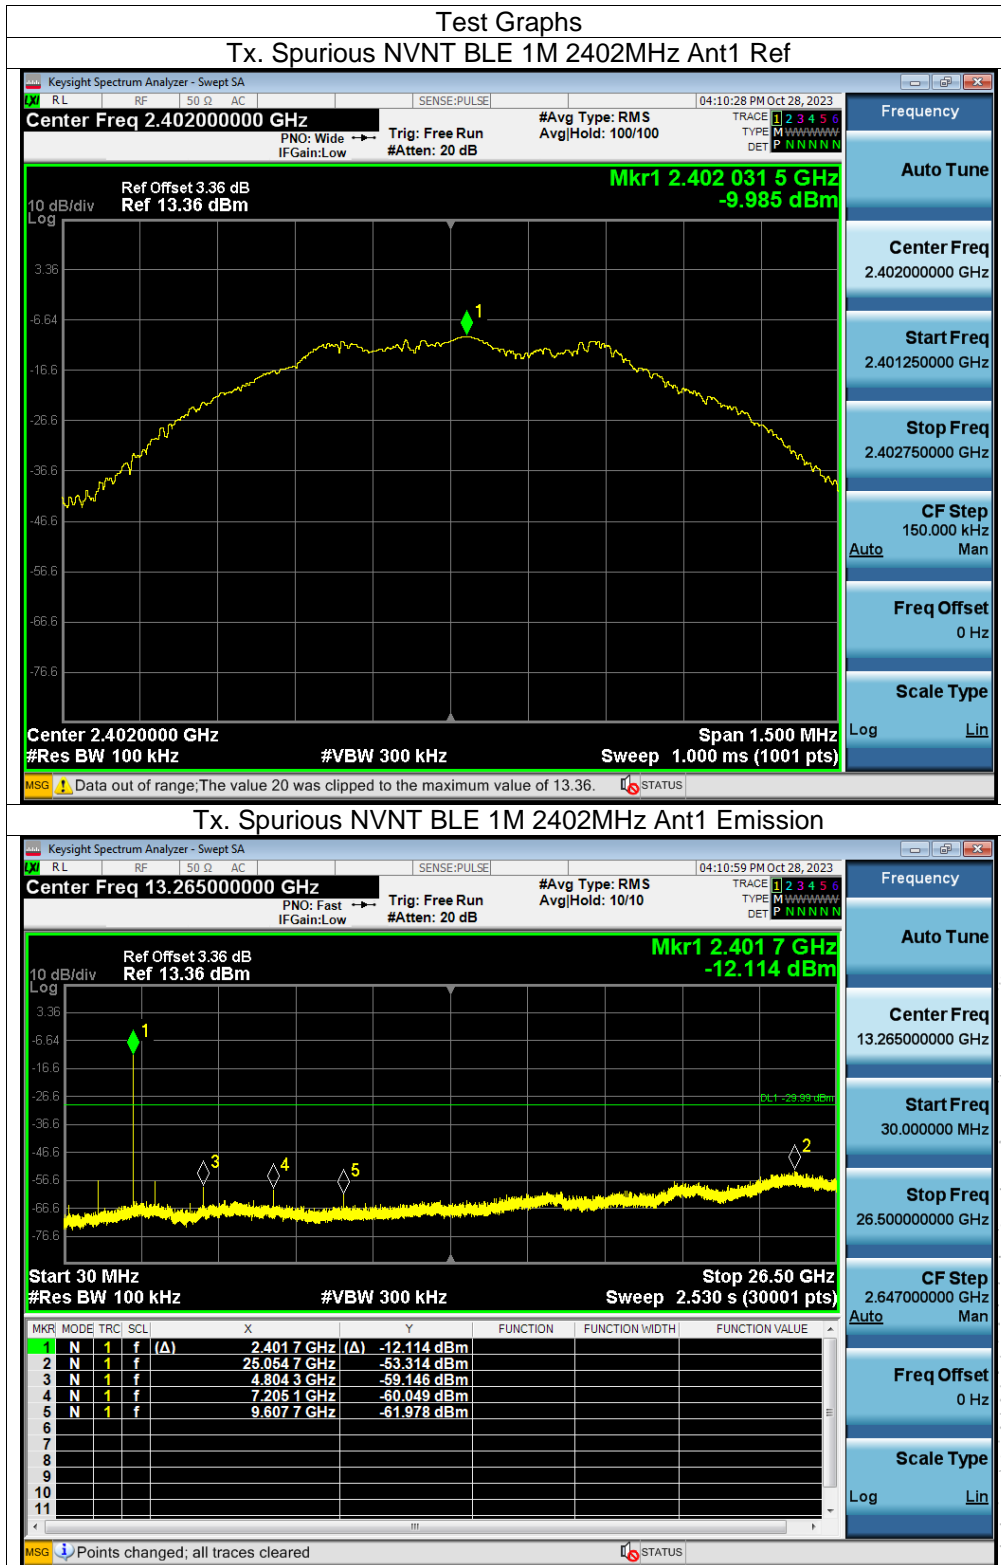 Test Graphs
Tx. Spurious NVNT BLE 1M 2402MHz Ant1 Ref
Keysight Spectrum Analyzer - Swept SA
LXI RL RF 50 Ω AC SENSE:PULSE 04:10:28 PM Oct 28, 2023
Center Freq 2.402000000 GHz #Avg Type: RMS TRACE 1 2 3 4 5 6
PNO: Wide Trig: Free Run Avg|Hold: 100/100 TYPE M WWWWW
IFGain:Low #Atten: 20 dB DET P N N N N N
Frequency
Mkr1 2.402 031 5 GHz
-9.985 dBm
Ref Offset 3.36 dB
10 dB/div Ref 13.36 dBm
Log
3.36
-6.64
-16.6
-26.6
-36.6
-46.6
-56.6
-66.6
-76.6
1
Center 2.4020000 GHz Span 1.500 MHz
#Res BW 100 kHz #VBW 300 kHz Sweep 1.000 ms (1001 pts)
Auto Tune
Center Freq
2.402000000 GHz
Start Freq
2.401250000 GHz
Stop Freq
2.402750000 GHz
CF Step
150.000 kHz
Auto Man
Freq Offset
0 Hz
Scale Type
Log Lin
MSG Data out of range;The value 20 was clipped to the maximum value of 13.36. STATUS
Tx. Spurious NVNT BLE 1M 2402MHz Ant1 Emission
Keysight Spectrum Analyzer - Swept SA
LXI RL RF 50 Ω AC SENSE:PULSE 04:10:59 PM Oct 28, 2023
Center Freq 13.265000000 GHz #Avg Type: RMS TRACE 1 2 3 4 5 6
PNO: Fast Trig: Free Run Avg|Hold: 10/10 TYPE M WWWWW
IFGain:Low #Atten: 20 dB DET P N N N N N
Frequency
Mkr1 2.401 7 GHz
-12.114 dBm
Ref Offset 3.36 dB
10 dB/div Ref 13.36 dBm
Log
3.36
-6.64
-16.6
-26.6
-36.6
-46.6
-56.6
-66.6
-76.6
1
DL1 -29.99 dBm
2
3
4
5
Start 30 MHz Stop 26.50 GHz
#Res BW 100 kHz #VBW 300 kHz Sweep 2.530 s (30001 pts)
MKR MODE TRC SCL X Y FUNCTION FUNCTION WIDTH FUNCTION VALUE
1 N 1 f (Δ) 2.401 7 GHz (Δ) -12.114 dBm
2 N 1 f 25.054 7 GHz -53.314 dBm
3 N 1 f 4.804 3 GHz -59.146 dBm
4 N 1 f 7.205 1 GHz -60.049 dBm
5 N 1 f 9.607 7 GHz -61.978 dBm
6
7
8
9
10
11
Auto Tune
Center Freq
13.265000000 GHz
Start Freq
30.000000 MHz
Stop Freq
26.500000000 GHz
CF Step
2.647000000 GHz
Auto Man
Freq Offset
0 Hz
Scale Type
Log Lin
MSG Points changed; all traces cleared STATUS